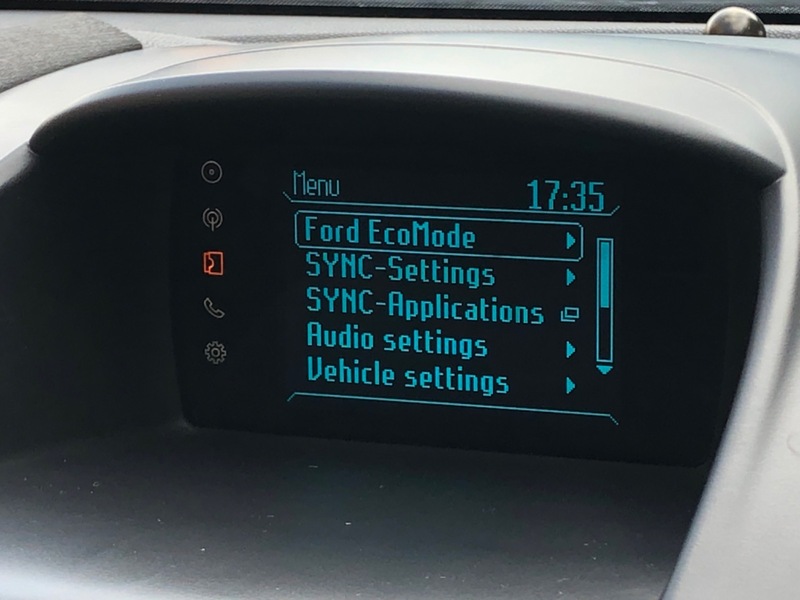 Menu 17:35
Ford EcoMode
SYNC-Settings
SYNC-Applications
Audio settings
Vehicle settings